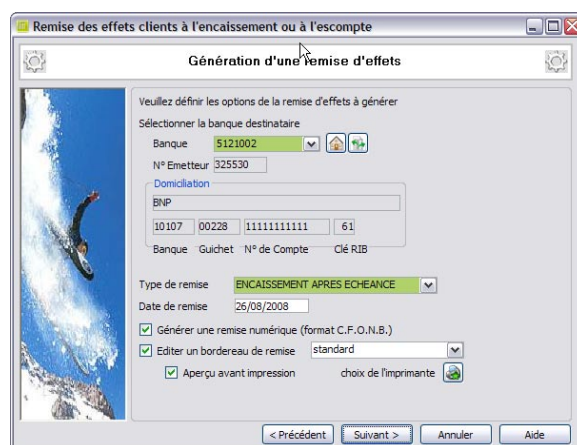 Remise des effets clients à l'encaissement ou à l'escompte
Génération d'une remise d'effets
Veuillez définir les options de la remise d'effets à générer
Sélectionner la banque destinataire
Banque 5121002
N° Emetteur 325530
Domiciliation
BNP
10107 00228 11111111111 61
Banque Guichet N° de Compte Clé RIB
Type de remise ENCAISSEMENT APRES ECHEANCE
Date de remise 26/08/2008
Générer une remise numérique (format C.F.O.N.B.)
Editer un bordereau de remise standard
Aperçu avant impression choix de l'imprimante
< Précédent Suivant > Annuler Aide